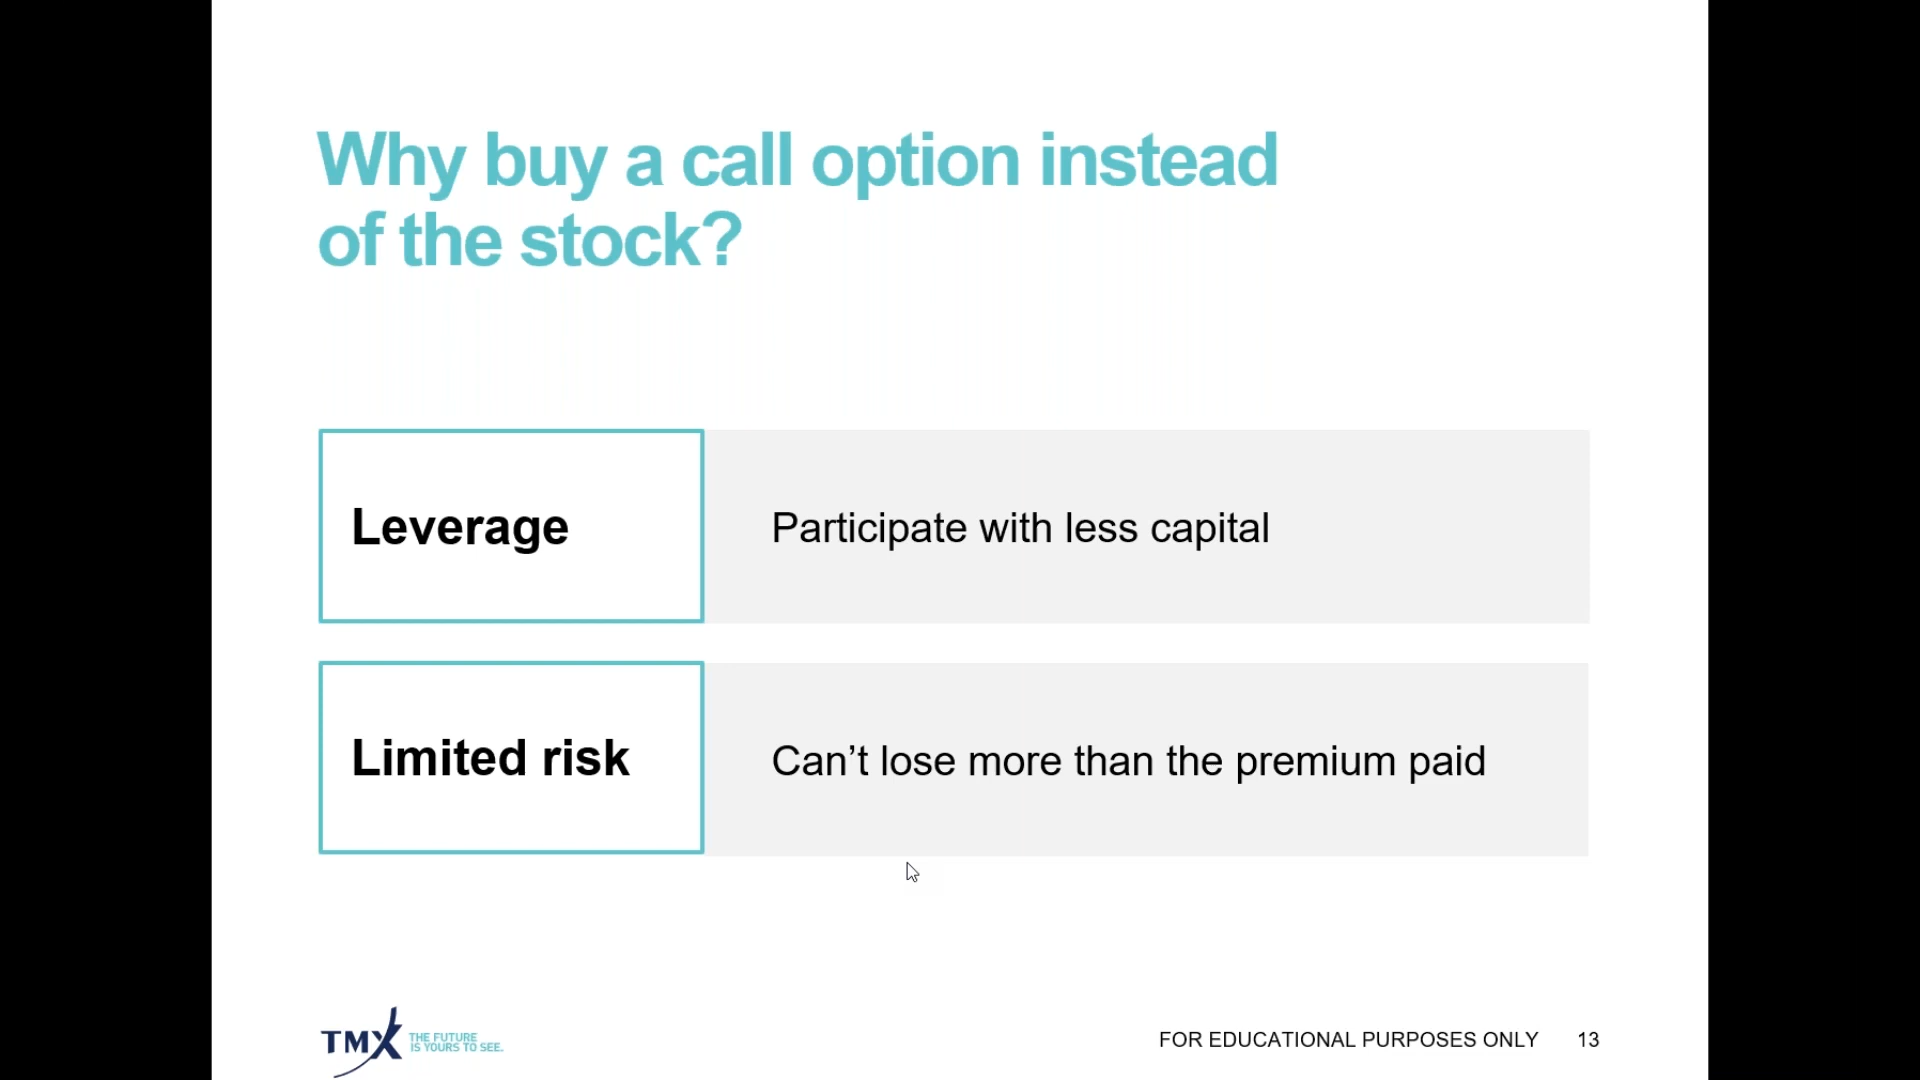 Why buy a call option instead
of the stock?
Leverage
Participate with less capital
Limited risk
Can’t lose more than the premium paid
TMX
THE FUTURE
IS YOURS TO SEE.
FOR EDUCATIONAL PURPOSES ONLY
13